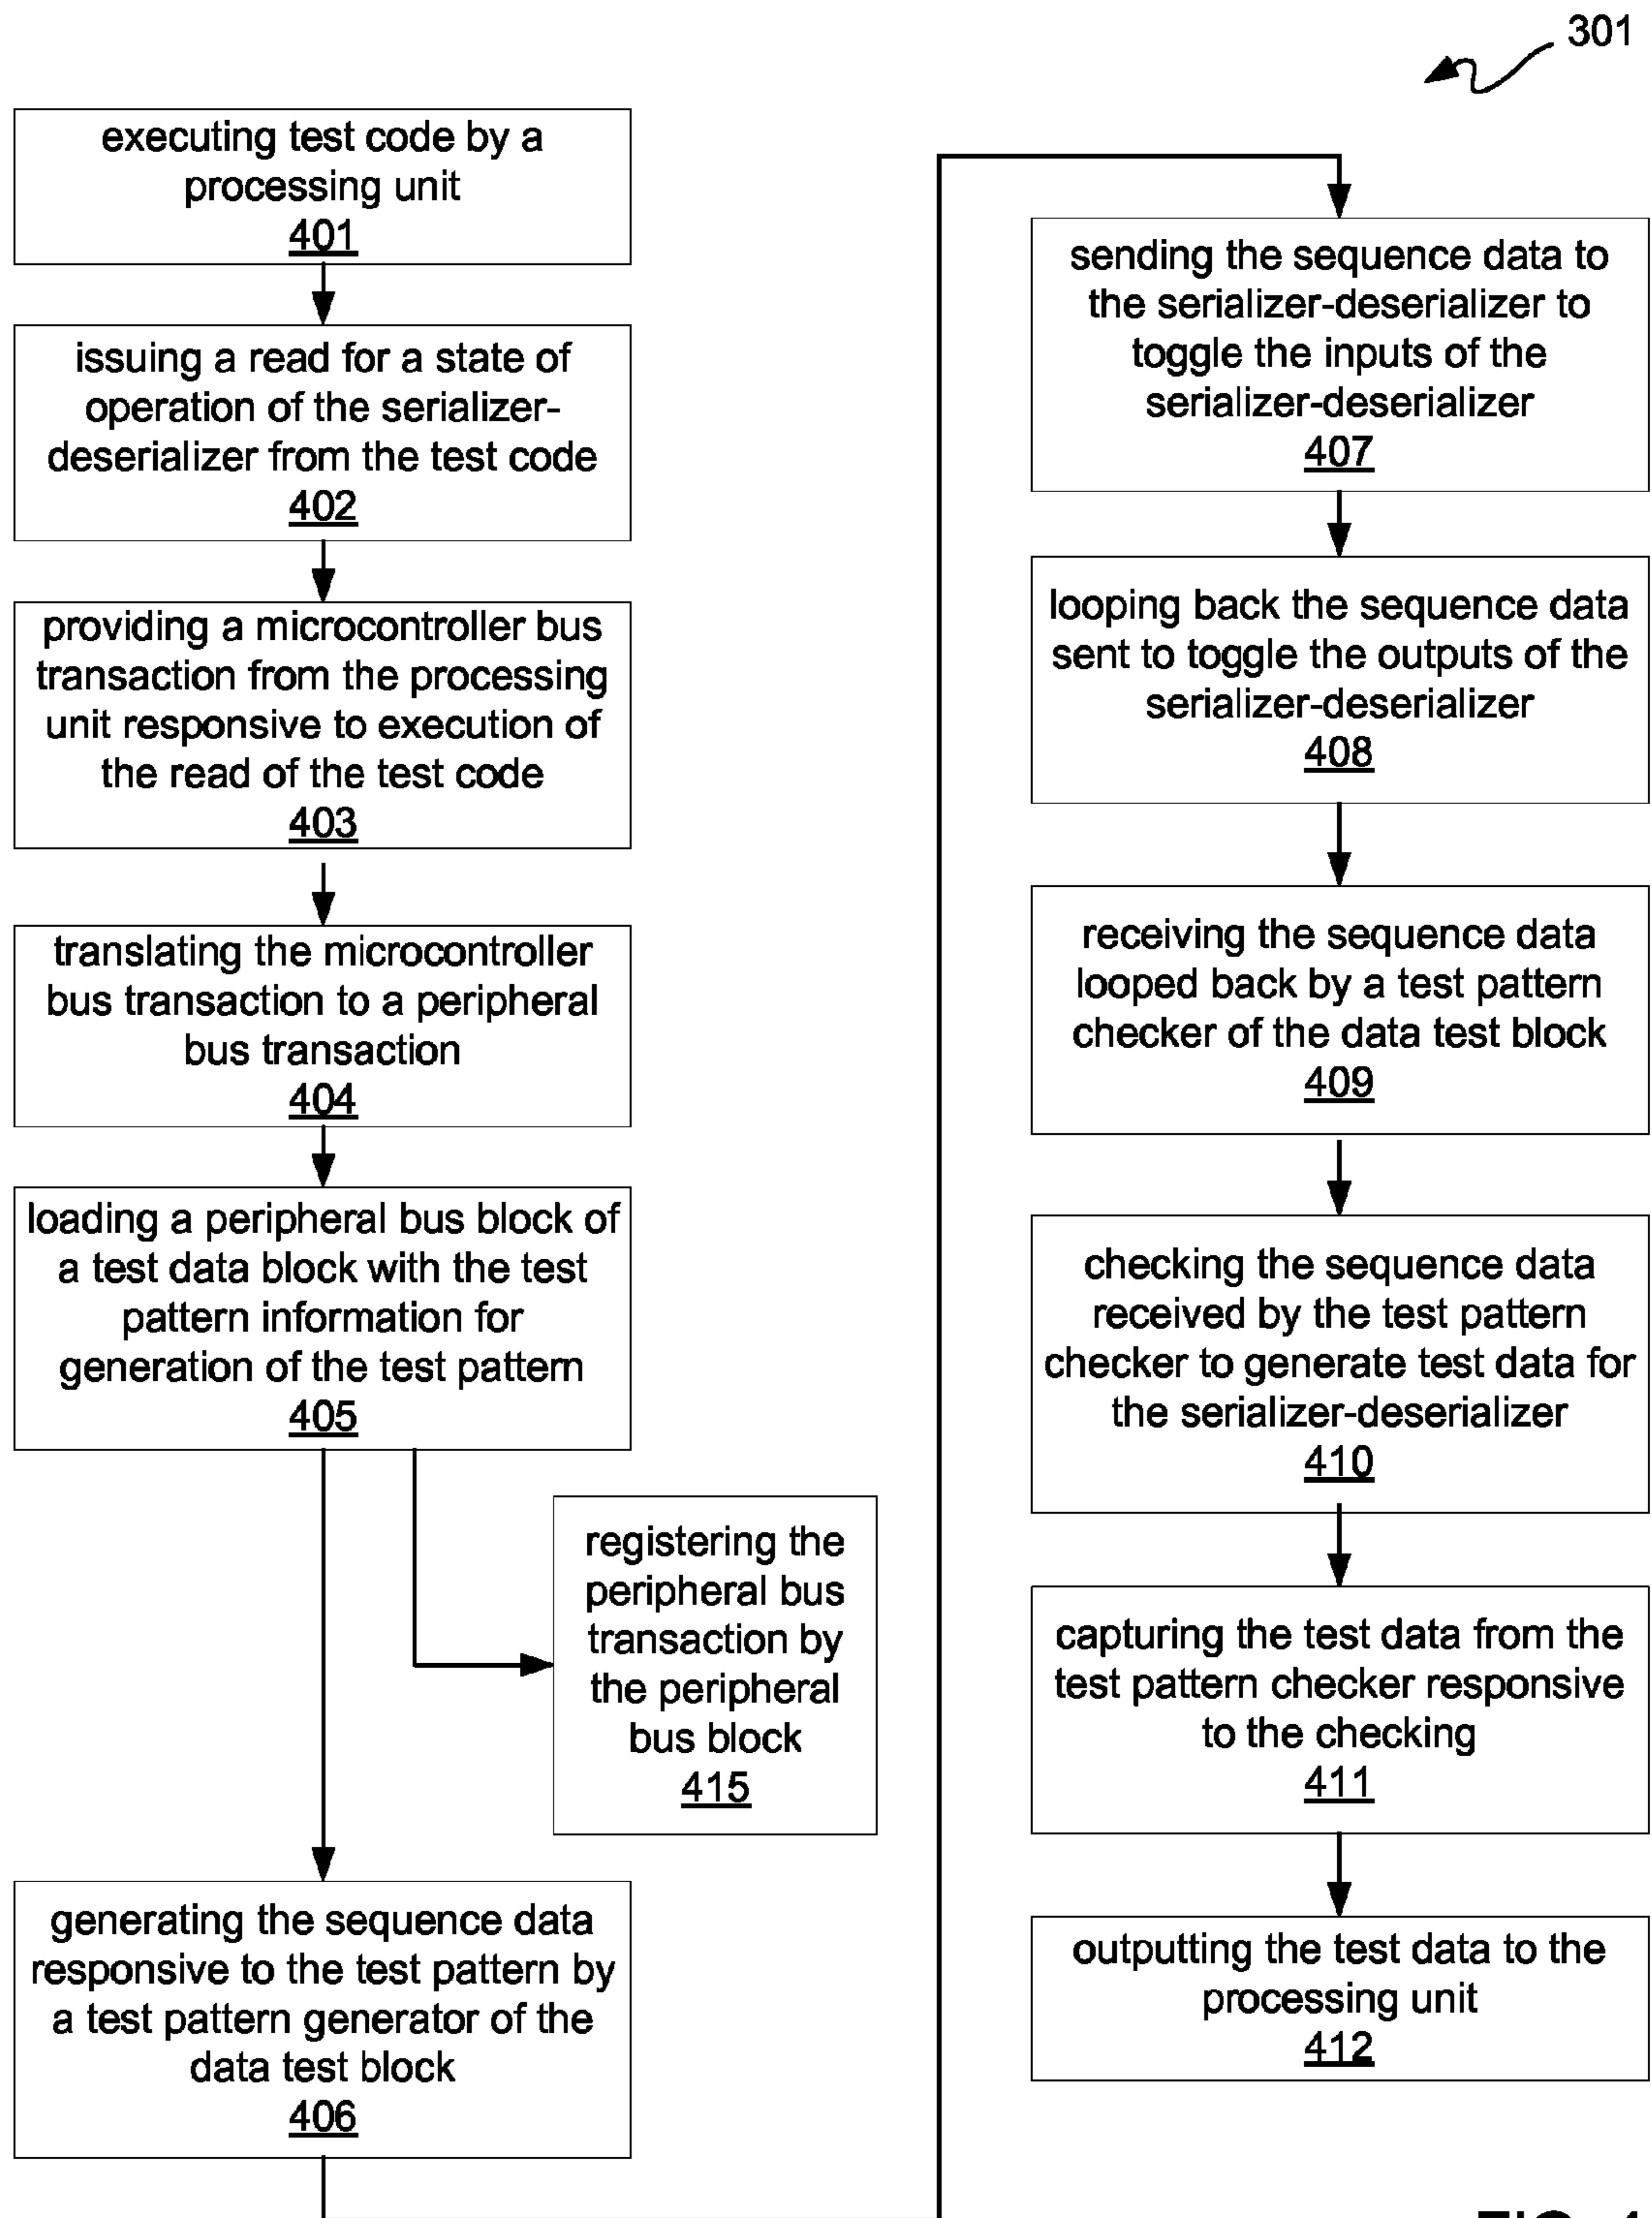 301
executing test code by a
processing unit
401
issuing a read for a state of
operation of the serializer-
deserializer from the test code
402
providing a microcontroller bus
transaction from the processing
unit responsive to execution of
the read of the test code
403
translating the microcontroller
bus transaction to a peripheral
bus transaction
404
loading a peripheral bus block of
a test data block with the test
pattern information for
generation of the test pattern
405
registering the
peripheral bus
transaction by
the peripheral
bus block
415
generating the sequence data
responsive to the test pattern by
a test pattern generator of the
data test block
406
sending the sequence data to
the serializer-deserializer to
toggle the inputs of the
serializer-deserializer
407
looping back the sequence data
sent to toggle the outputs of the
serializer-deserializer
408
receiving the sequence data
looped back by a test pattern
checker of the data test block
409
checking the sequence data
received by the test pattern
checker to generate test data for
the serializer-deserializer
410
capturing the test data from the
test pattern checker responsive
to the checking
411
outputting the test data to the
processing unit
412